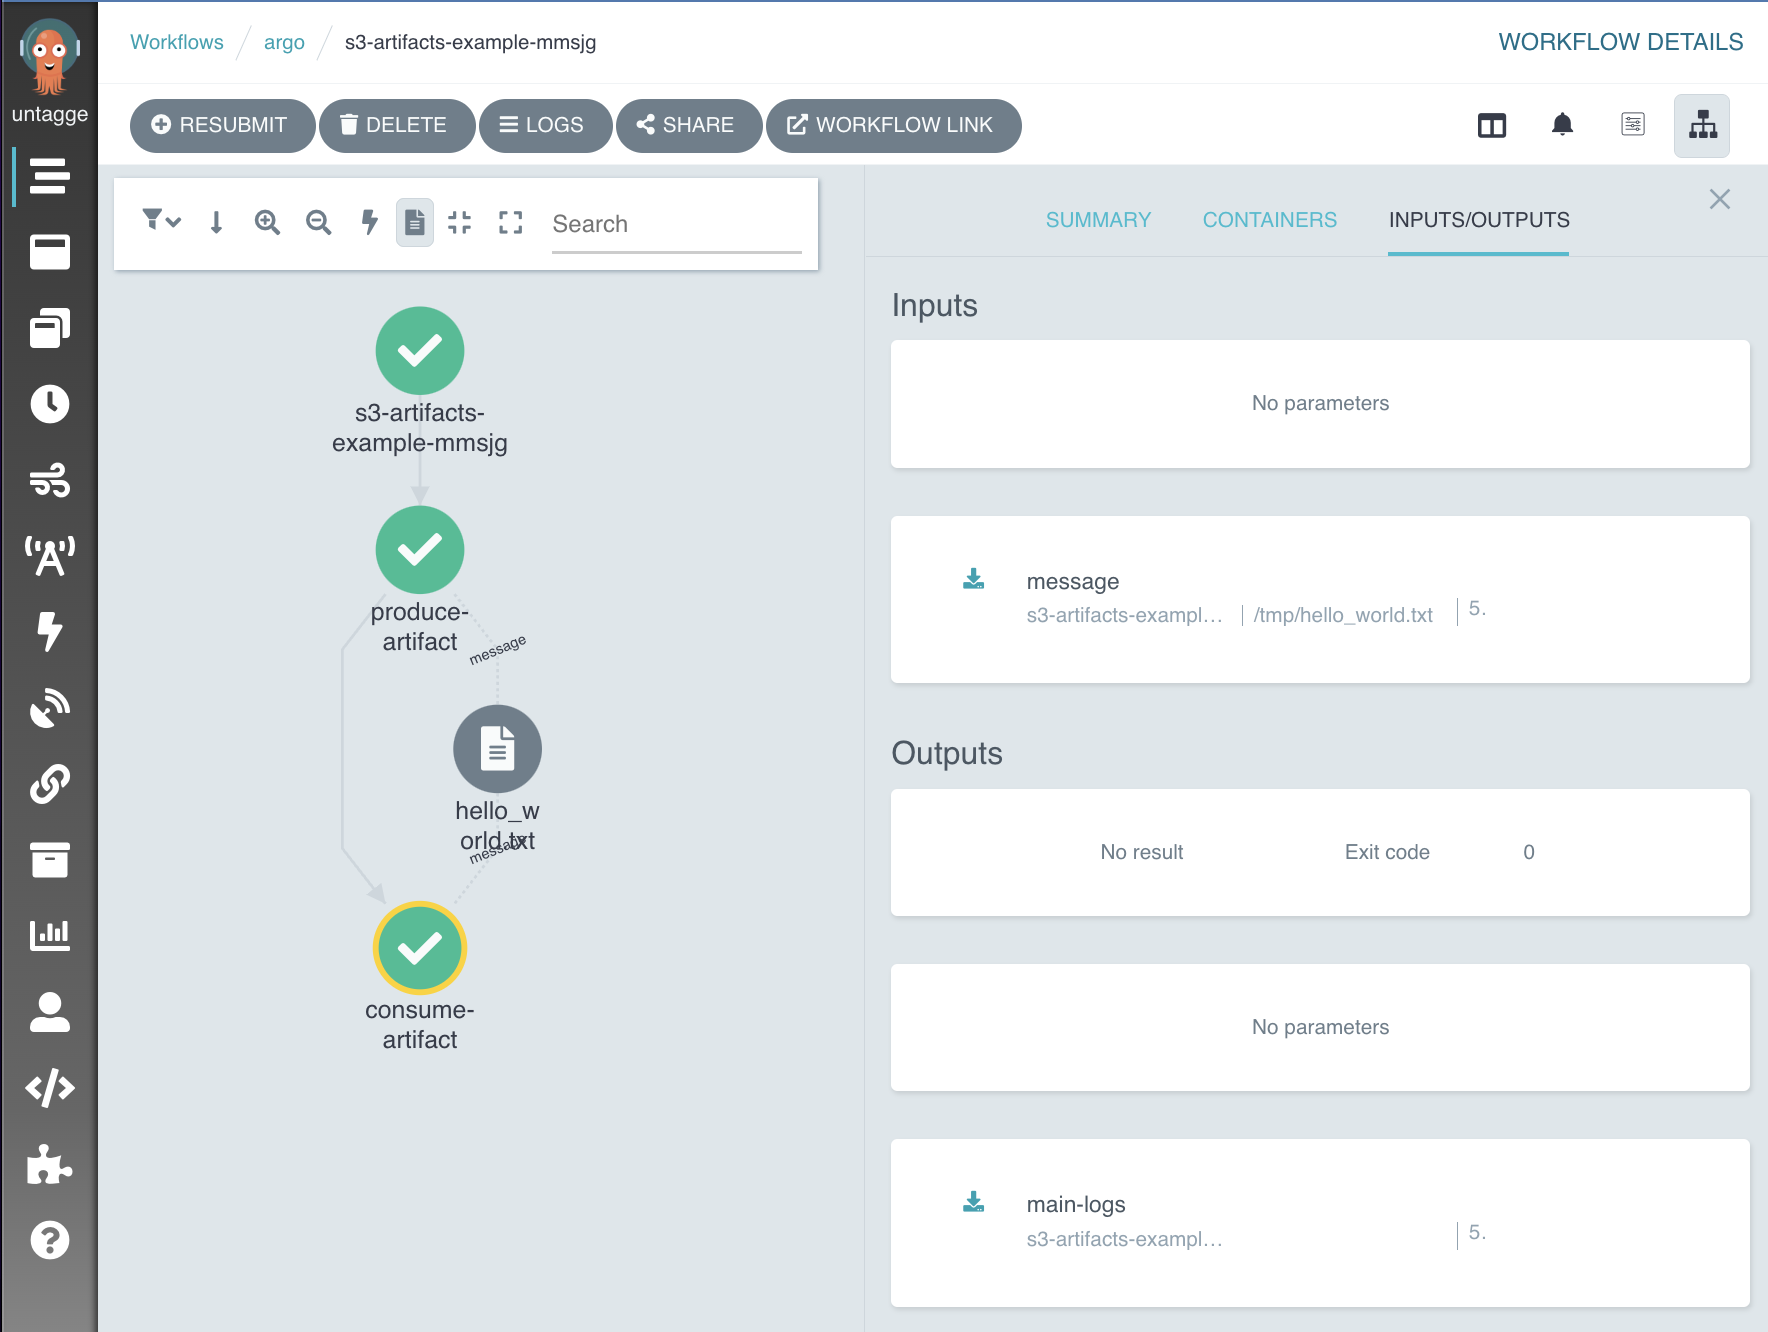 untagge
Workflows
argo
s3-artifacts-example-mmsjg
WORKFLOW DETAILS
RESUBMIT
DELETE
LOGS
SHARE
WORKFLOW LINK
Search
s3-artifacts-
example-mmsjg
produce-
artifact
message
hello_w
orld.txt
message
consume-
artifact
SUMMARY
CONTAINERS
INPUTS/OUTPUTS
Inputs
No parameters
message
s3-artifacts-exampl…
/tmp/hello_world.txt
5.
Outputs
No result
Exit code
0
No parameters
main-logs
s3-artifacts-exampl…
5.